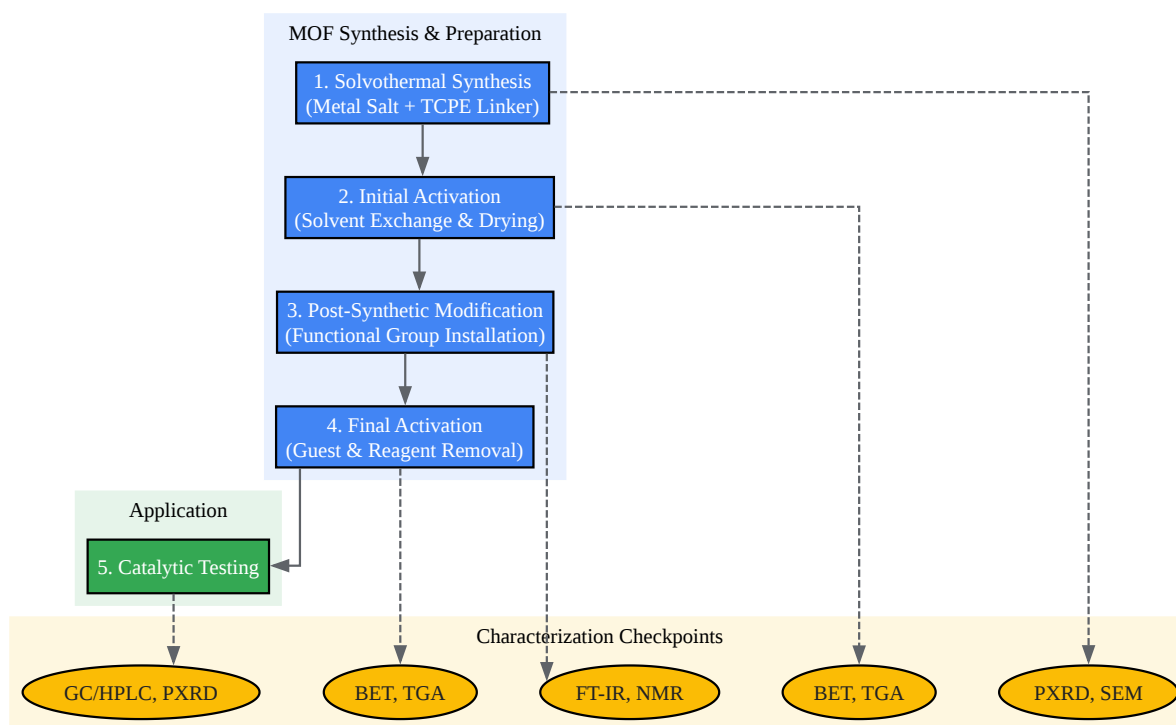 MOF Synthesis & Preparation
1. Solvothermal Synthesis
(Metal Salt + TCPE Linker)
2. Initial Activation
(Solvent Exchange & Drying)
3. Post-Synthetic Modification
(Functional Group Installation)
4. Final Activation
(Guest & Reagent Removal)
Application
5. Catalytic Testing
Characterization Checkpoints
GC/HPLC, PXRD
BET, TGA
FT-IR, NMR
BET, TGA
PXRD, SEM